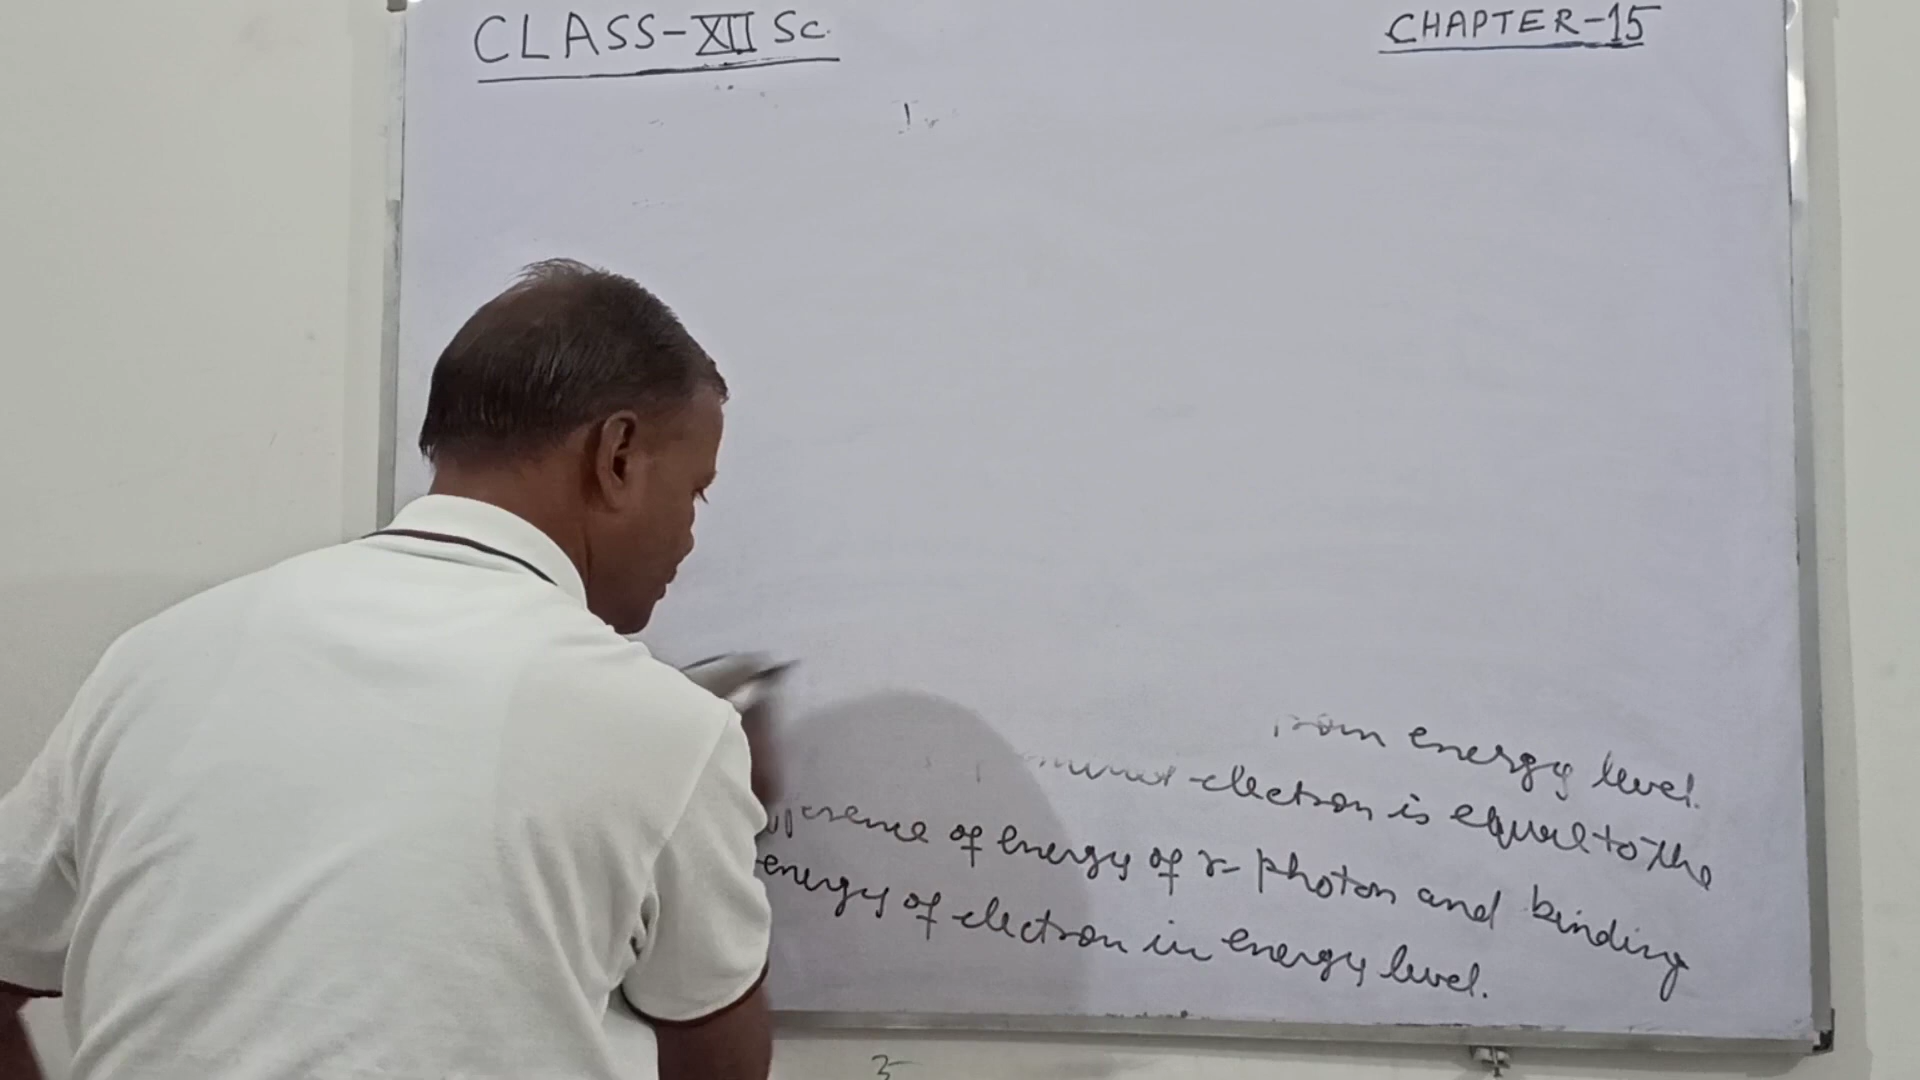 CLASS-XII Sc.
CHAPTER-15
from energy level.
electron is equal to the
of energy of γ- photon and binding
energy of electron in energy level.